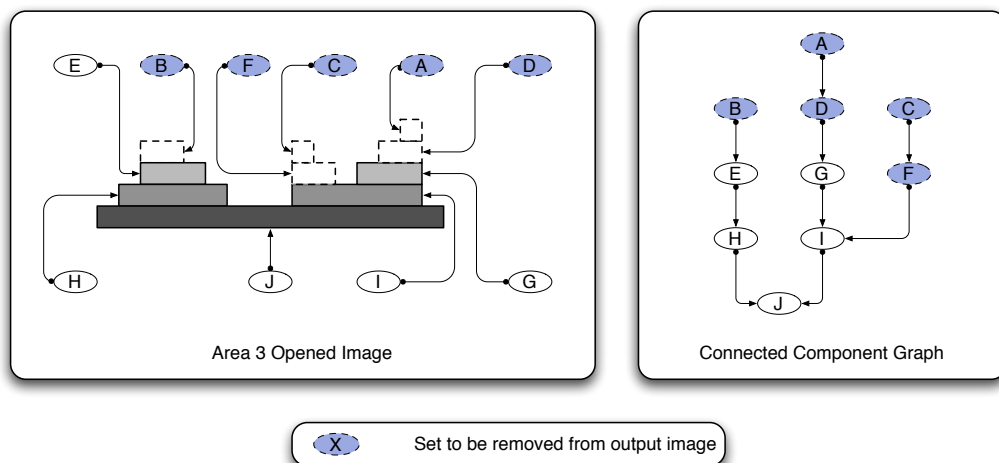 E B F C A D
H J I G
Area 3 Opened Image
A
B D C
E G F
H I
J
Connected Component Graph
X Set to be removed from output image